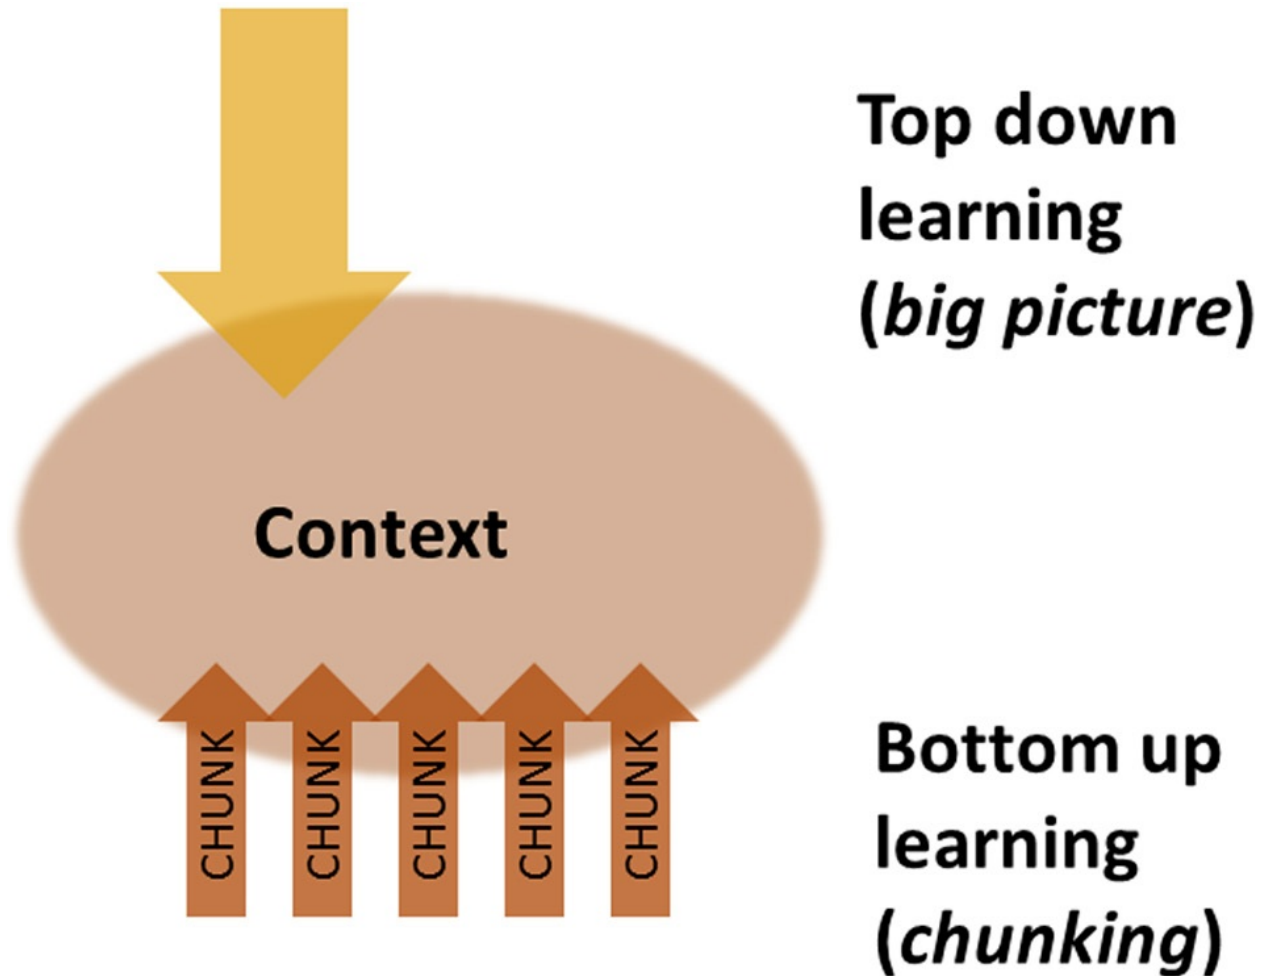 Top down
learning
(big picture)
Context
CHUNK
CHUNK
CHUNK
CHUNK
CHUNK
Bottom up
learning
(chunking)